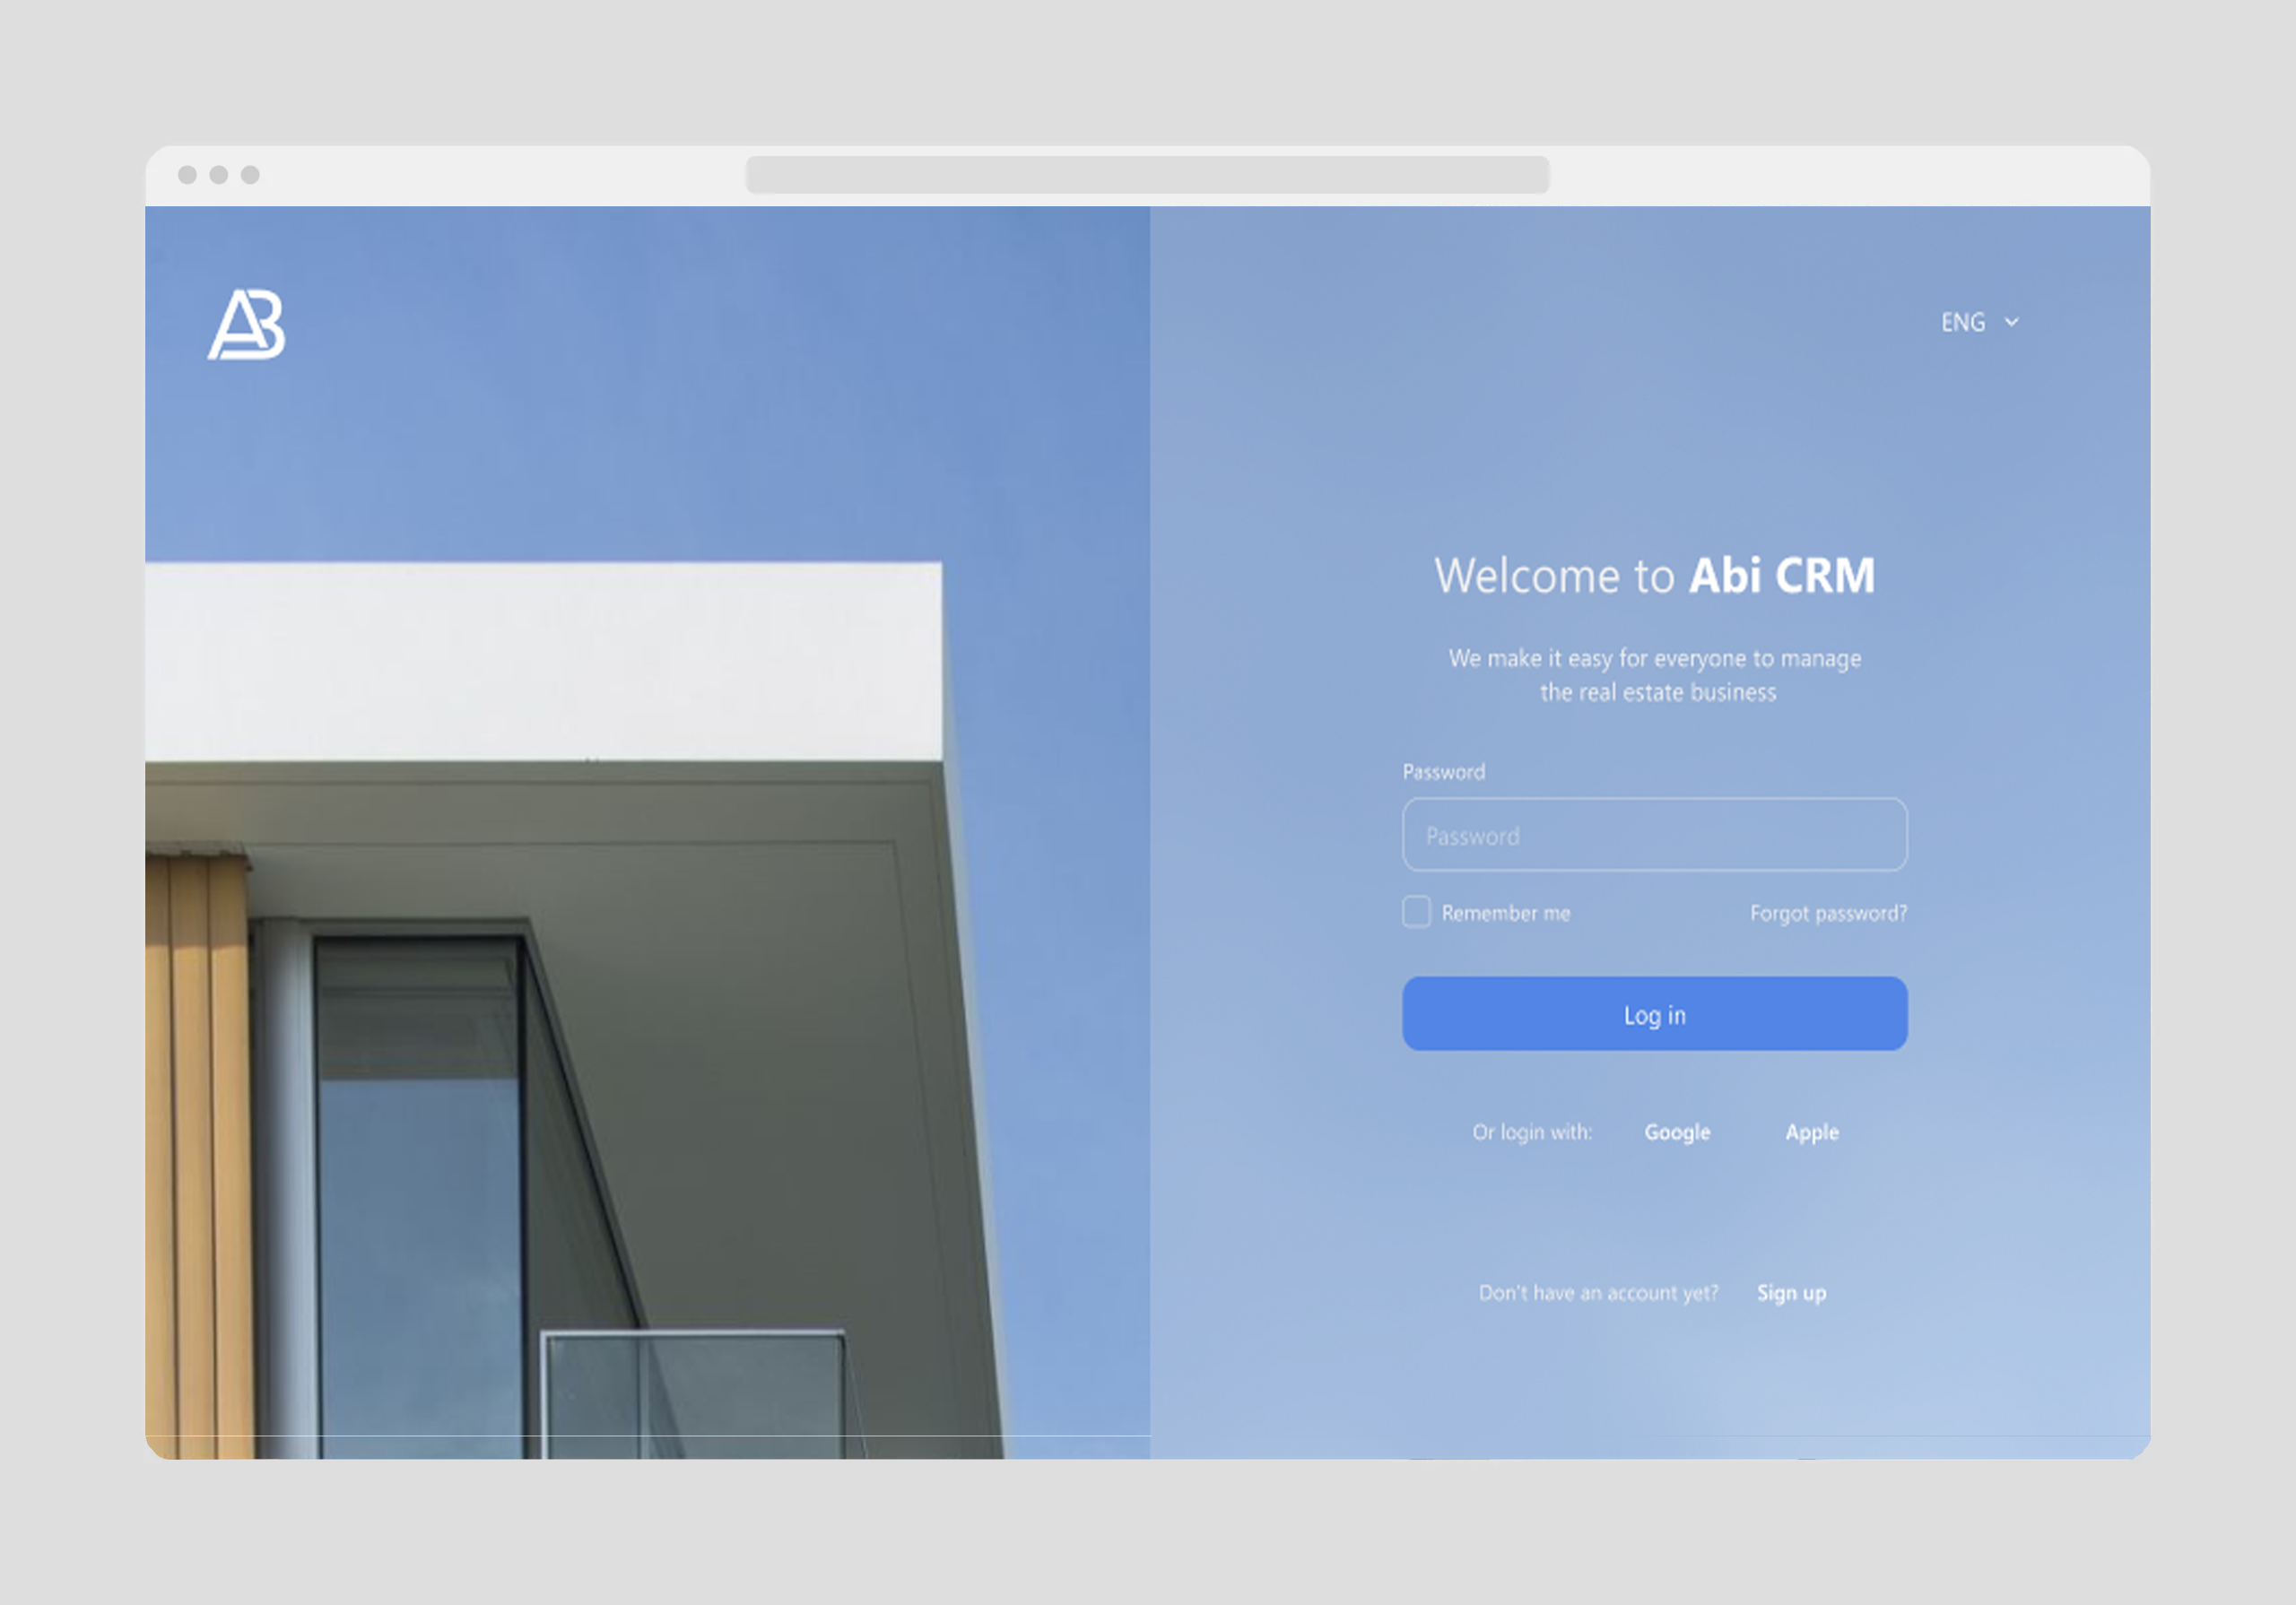 AB
ENG
Welcome to Abi CRM
We make it easy for everyone to manage
the real estate business
Password
Password
Remember me
Forgot password?
Log in
Or login with:
Google
Apple
Don't have an account yet?
Sign up